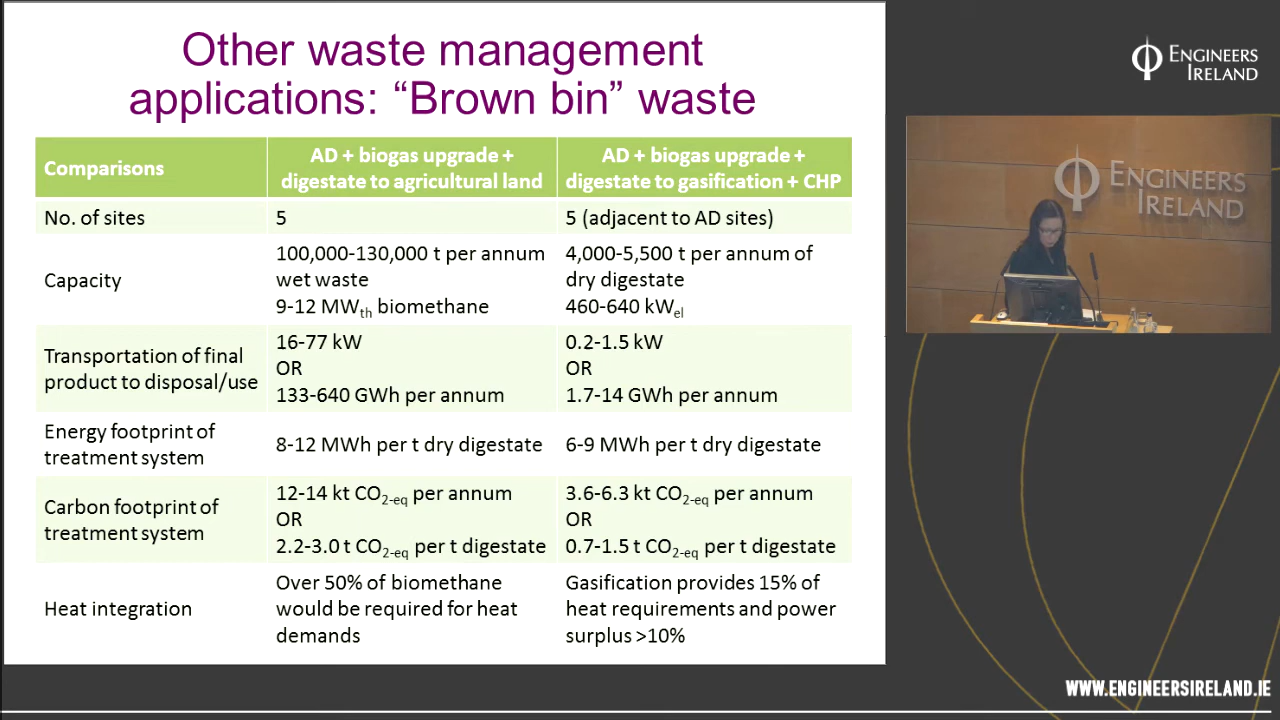 Other waste management
applications: “Brown bin” waste
Comparisons
AD + biogas upgrade +
digestate to agricultural land
AD + biogas upgrade +
digestate to gasification + CHP
No. of sites
5
5 (adjacent to AD sites)
Capacity
100,000-130,000 t per annum
wet waste
9-12 MWth biomethane
4,000-5,500 t per annum of
dry digestate
460-640 kWel
Transportation of final
product to disposal/use
16-77 kW
OR
133-640 GWh per annum
0.2-1.5 kW
OR
1.7-14 GWh per annum
Energy footprint of
treatment system
8-12 MWh per t dry digestate
6-9 MWh per t dry digestate
Carbon footprint of
treatment system
12-14 kt CO2-eq per annum
OR
2.2-3.0 t CO2-eq per t digestate
3.6-6.3 kt CO2-eq per annum
OR
0.7-1.5 t CO2-eq per t digestate
Heat integration
Over 50% of biomethane
would be required for heat
demands
Gasification provides 15% of
heat requirements and power
surplus >10%
ENGINEERS
IRELAND
ENGINEERS
IRELAND
WWW.ENGINEERSIRELAND.IE